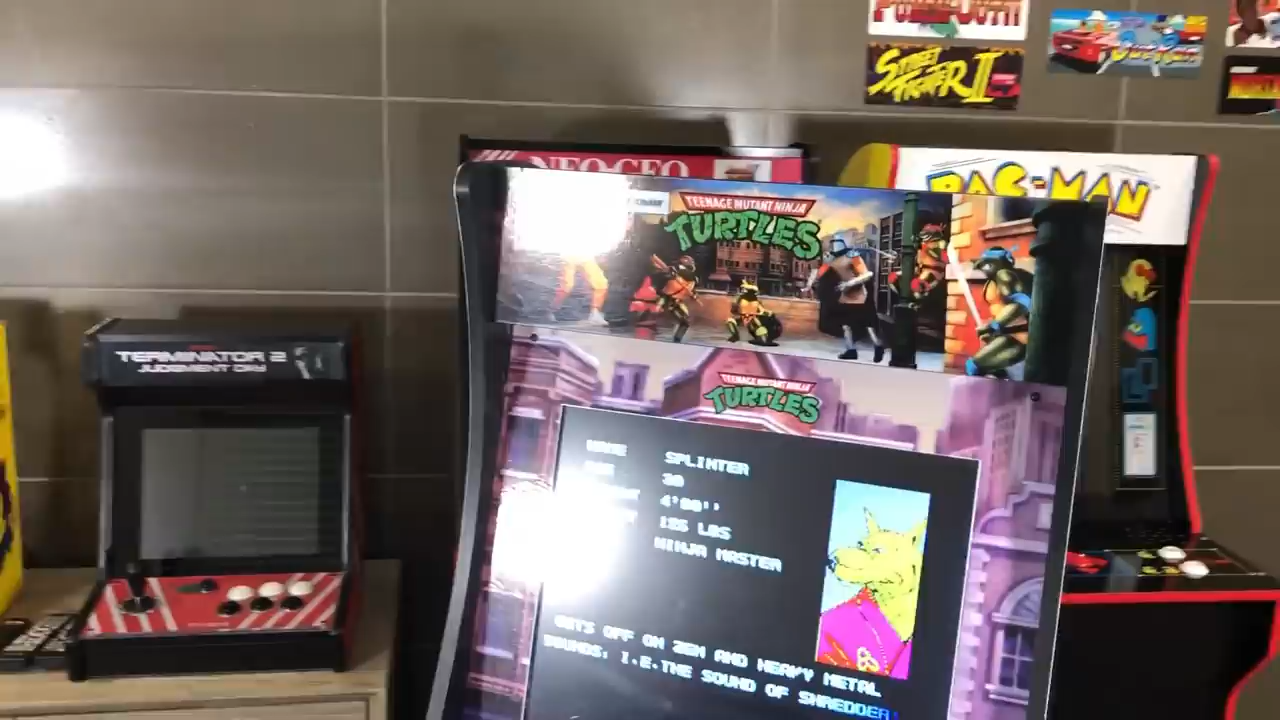 STREET
FIGHTER II
OutRun
NEO-GEO
PAC-MAN
TEENAGE MUTANT NINJA
TURTLES
TERMINATOR 2
JUDGMENT DAY
TEENAGE MUTANT NINJA
TURTLES
NAME SPLINTER
4'00''
125 LBS
NINJA MASTER
GETS OFF ON ZEN AND HEAVY METAL
SOUNDS; I.E.THE SOUND OF SHREDDER